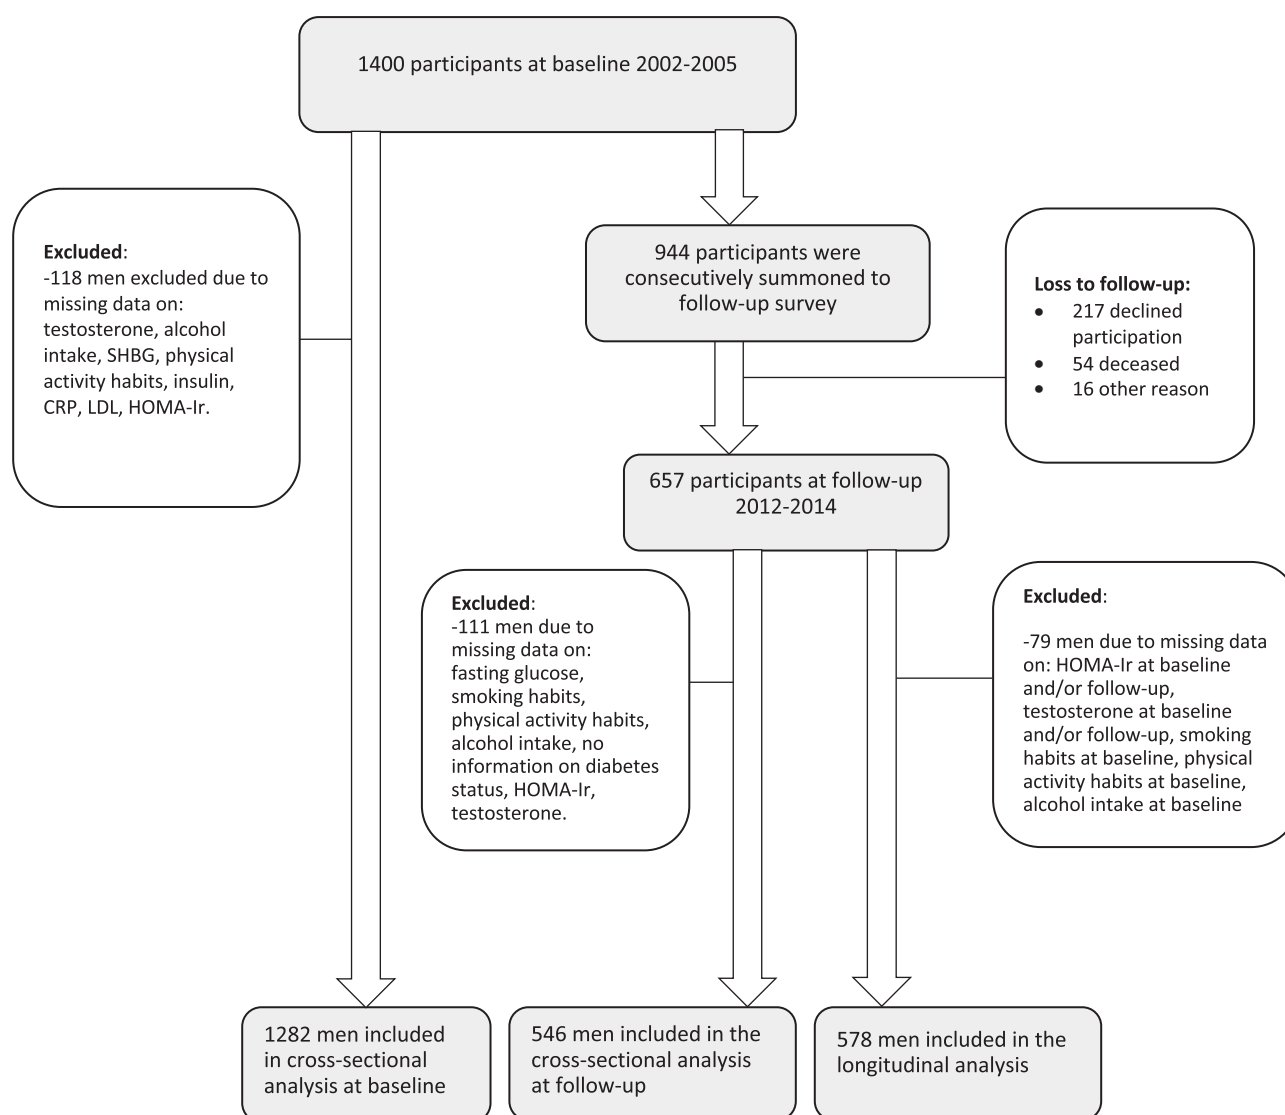 1400 participants at baseline 2002-2005
944 participants were
consecutively summoned to
follow-up survey
Excluded:
-118 men excluded due to
missing data on:
testosterone, alcohol
intake, SHBG, physical
activity habits, insulin,
CRP, LDL, HOMA-Ir.
Loss to follow-up:
• 217 declined
participation
• 54 deceased
• 16 other reason
657 participants at follow-up
2012-2014
Excluded:
-111 men due to
missing data on:
fasting glucose,
smoking habits,
physical activity habits,
alcohol intake, no
information on diabetes
status, HOMA-Ir,
testosterone.
Excluded:
-79 men due to missing data
on: HOMA-Ir at baseline
and/or follow-up,
testosterone at baseline
and/or follow-up, smoking
habits at baseline, physical
activity habits at baseline,
alcohol intake at baseline
1282 men included
in cross-sectional
analysis at baseline
546 men included in the
cross-sectional analysis
at follow-up
578 men included in the
longitudinal analysis